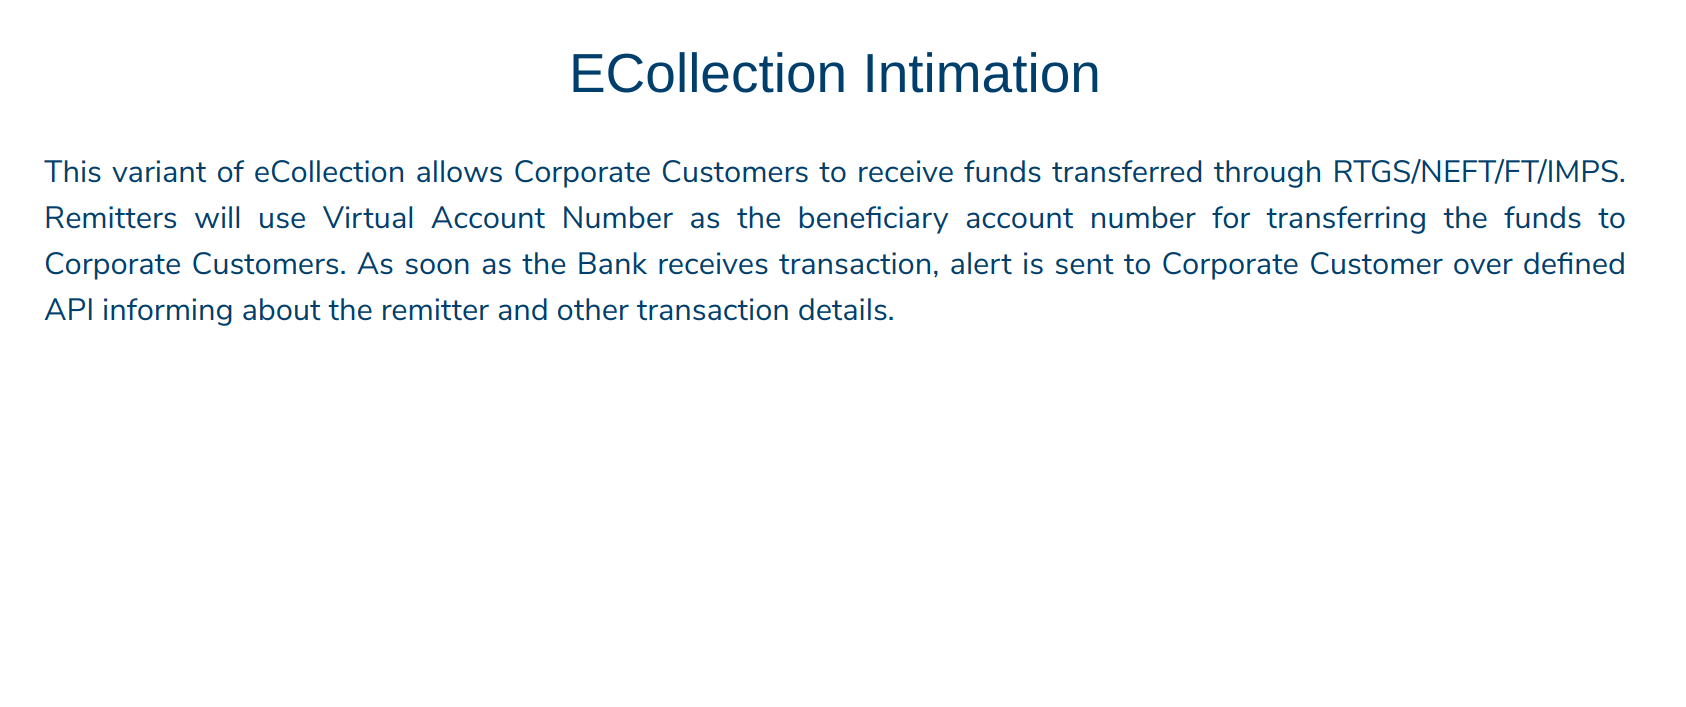 ECollection Intimation
This variant of eCollection allows Corporate Customers to receive funds transferred through RTGS/NEFT/FT/IMPS.
Remitters will use Virtual Account Number as the beneficiary account number for transferring the funds to
Corporate Customers. As soon as the Bank receives transaction, alert is sent to Corporate Customer over defined
API informing about the remitter and other transaction details.